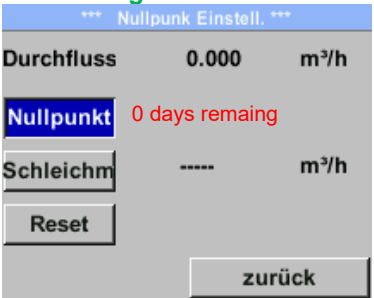 *** Nullpunk Einstell. ***
Durchfluss 0.000 m³/h
Nullpunkt 0 days remaing
Schleichm ----- m³/h
Reset
zurück